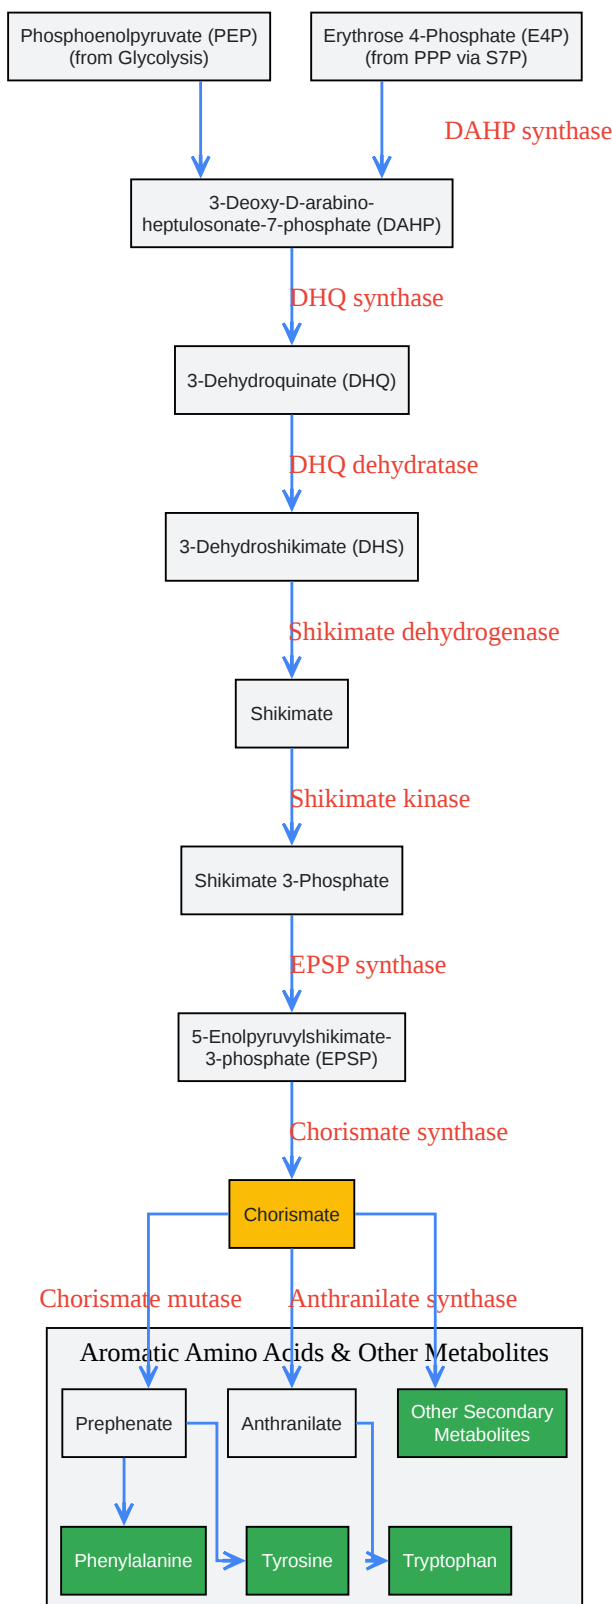 Phosphoenolpyruvate (PEP)
(from Glycolysis)
Erythrose 4-Phosphate (E4P)
(from PPP via S7P)
DAHP synthase
3-Deoxy-D-arabino-
heptulosonate-7-phosphate (DAHP)
DHQ synthase
3-Dehydroquinate (DHQ)
DHQ dehydratase
3-Dehydroshikimate (DHS)
Shikimate dehydrogenase
Shikimate
Shikimate kinase
Shikimate 3-Phosphate
EPSP synthase
5-Enolpyruvylshikimate-
3-phosphate (EPSP)
Chorismate synthase
Chorismate
Chorismate mutase
Anthranilate synthase
Aromatic Amino Acids & Other Metabolites
Prephenate
Anthranilate
Other Secondary
Metabolites
Phenylalanine
Tyrosine
Tryptophan